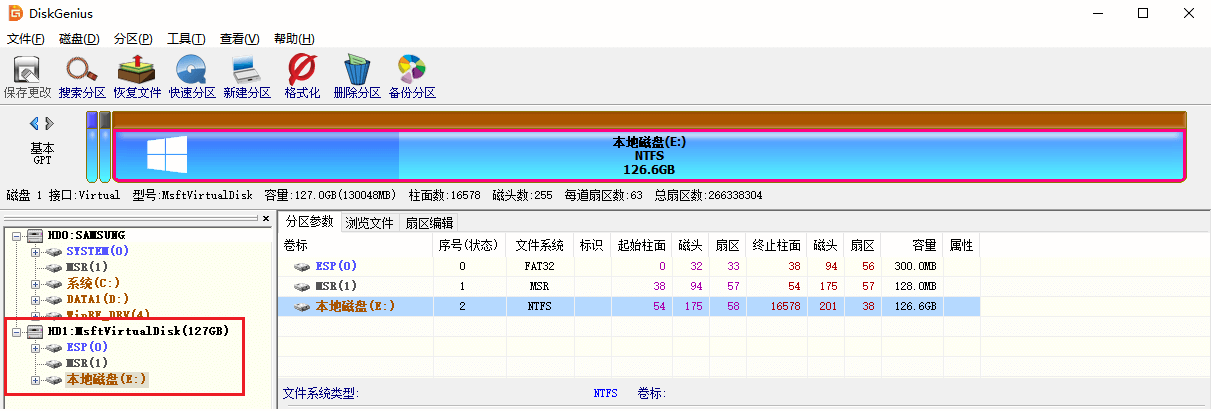 DiskGenius
文件(F) 磁盘(D) 分区(P) 工具(T) 查看(V) 帮助(H)
保存更改 搜索分区 恢复文件 快速分区 新建分区 格式化 删除分区 备份分区
基本
GPT
本地磁盘(E:)
NTFS
126.6GB
磁盘 1 接口:Virtual 型号:MsftVirtualDisk 容量:127.0GB(130048MB) 柱面数:16578 磁头数:255 每道扇区数:63 总扇区数:266338304
HD0:SAMSUNG
SYSTEM(0)
MSR(1)
系统(C:)
DATA1(D:)
WinRE_DRV(4)
HD1:MsftVirtualDisk(127GB)
ESP(0)
MSR(1)
本地磁盘(E:)
分区参数 浏览文件 扇区编辑
卷标 序号(状态) 文件系统 标识 起始柱面 磁头 扇区 终止柱面 磁头 扇区 容量 属性
ESP(0) 0 FAT32 0 32 33 38 94 56 300.0MB
MSR(1) 1 MSR 38 94 57 54 175 57 128.0MB
本地磁盘(E:) 2 NTFS 54 175 58 16578 201 38 126.6GB
文件系统类型: NTFS 卷标: